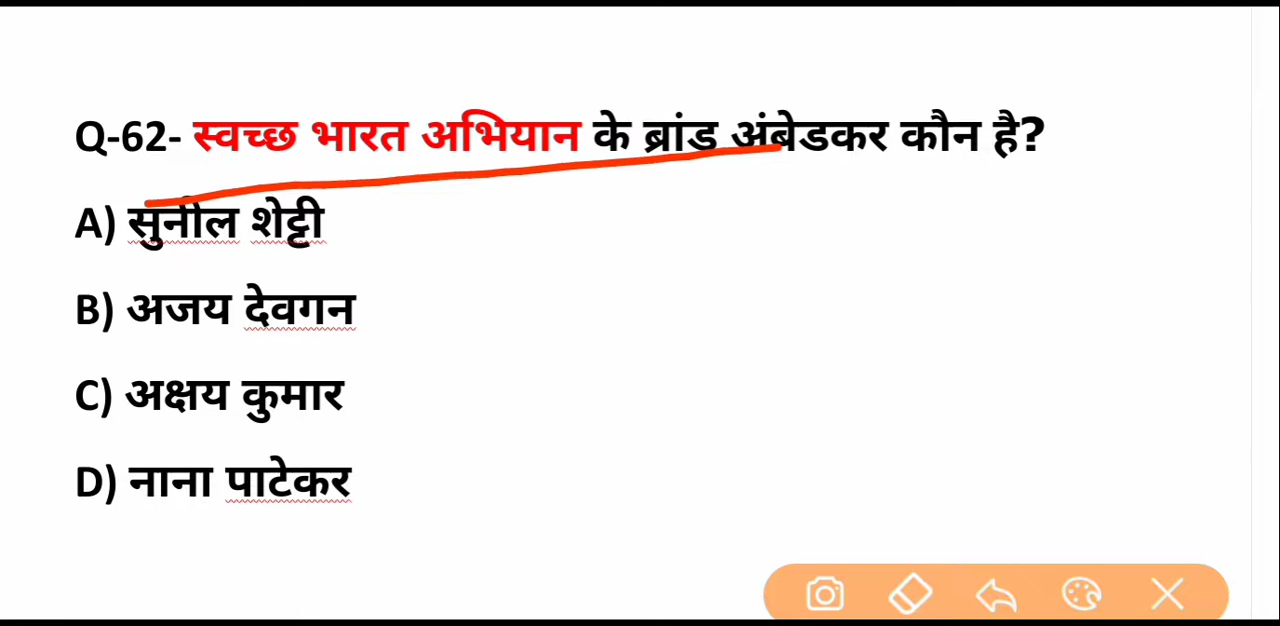 Q-62- स्वच्छ भारत अभियान के ब्रांड अंबेडकर कौन है?
A) सुनील शेट्टी
B) अजय देवगन
C) अक्षय कुमार
D) नाना पाटेकर